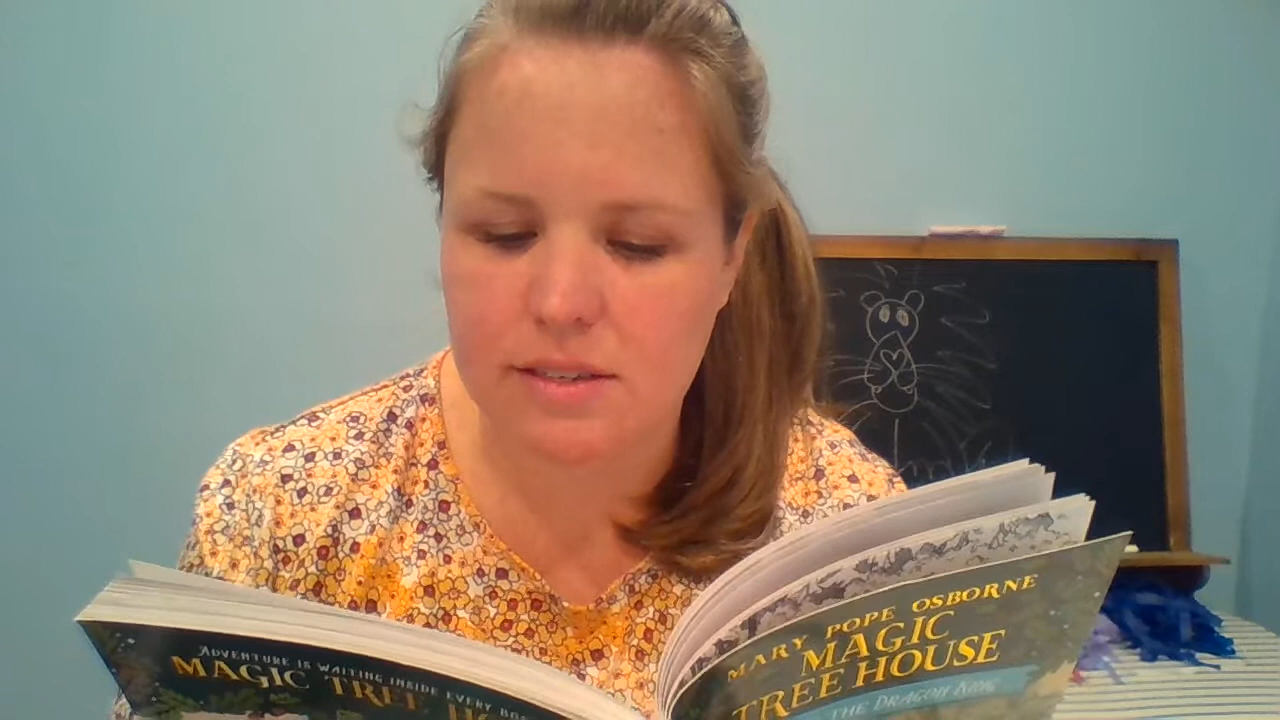 ADVENTURE IS WAITING INSIDE EVERY
MAGIC TREE
MARY POPE OSBORNE
MAGIC
TREE HOUSE
THE DRAGON KING